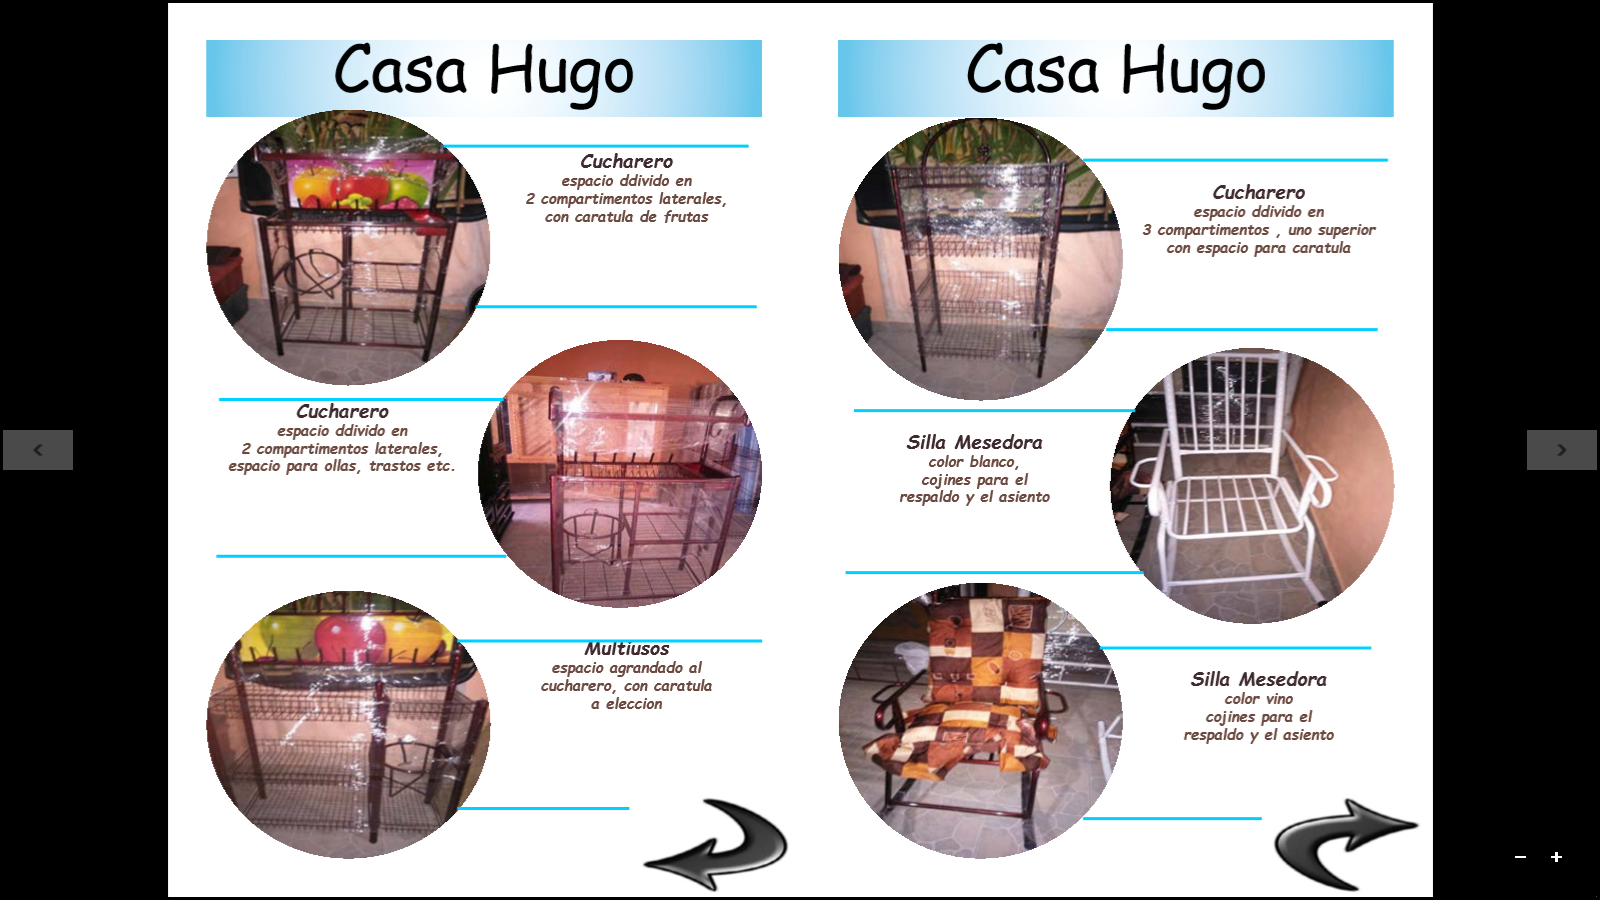 Casa Hugo
Cucharero
espacio ddivido en
2 compartimentos laterales,
con caratula de frutas
Cucharero
espacio ddivido en
2 compartimentos laterales,
espacio para ollas, trastos etc.
Multiusos
espacio agrandado al
cucharero, con caratula
a eleccion
Casa Hugo
Cucharero
espacio ddivido en
3 compartimentos , uno superior
con espacio para caratula
Silla Mesedora
color blanco,
cojines para el
respaldo y el asiento
Silla Mesedora
color vino
cojines para el
respaldo y el asiento